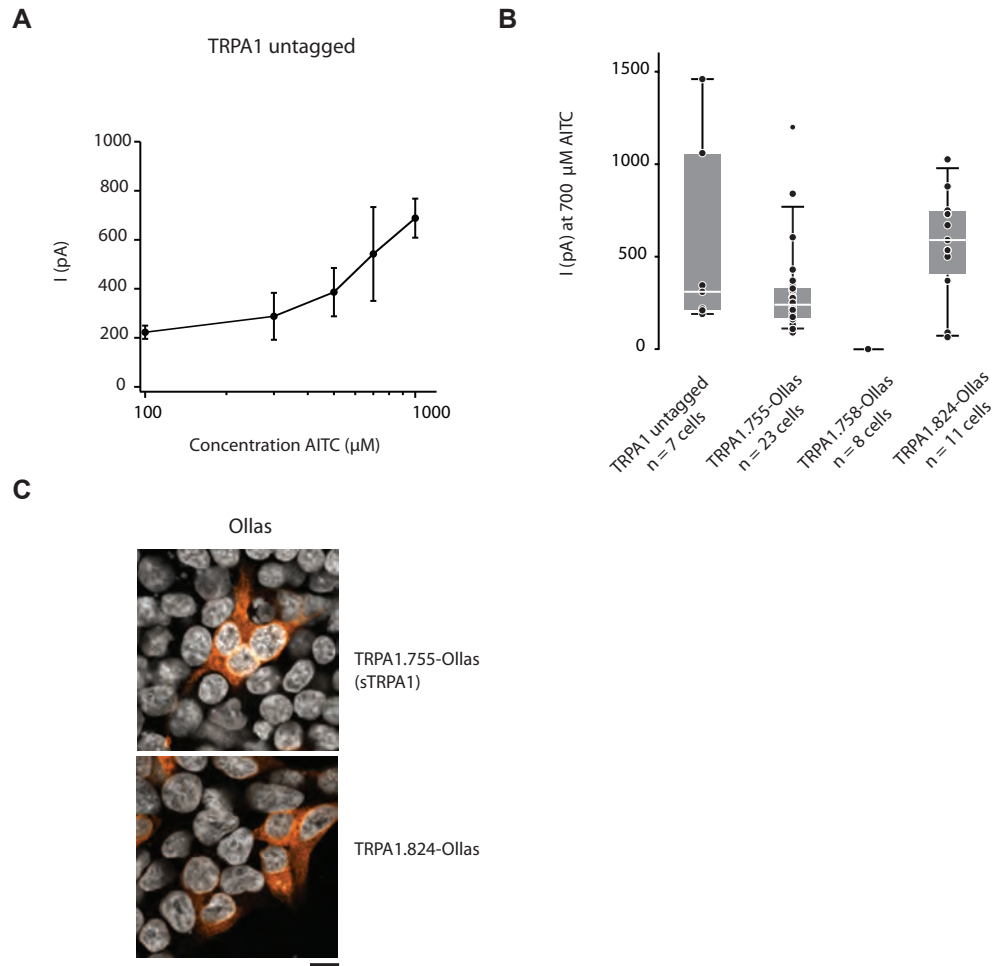 A
TRPA1 untagged
1000
800
600
400
200
0
I (pA)
100
1000
Concentration AITC (µM)
B
I (pA) at 700 µM AITC
1500
1000
500
0
TRPA1 untagged
n = 7 cells
TRPA1.755-Ollas
n = 23 cells
TRPA1.758-Ollas
n = 8 cells
TRPA1.824-Ollas
n = 11 cells
C
Ollas
TRPA1.755-Ollas
(sTRPA1)
TRPA1.824-Ollas